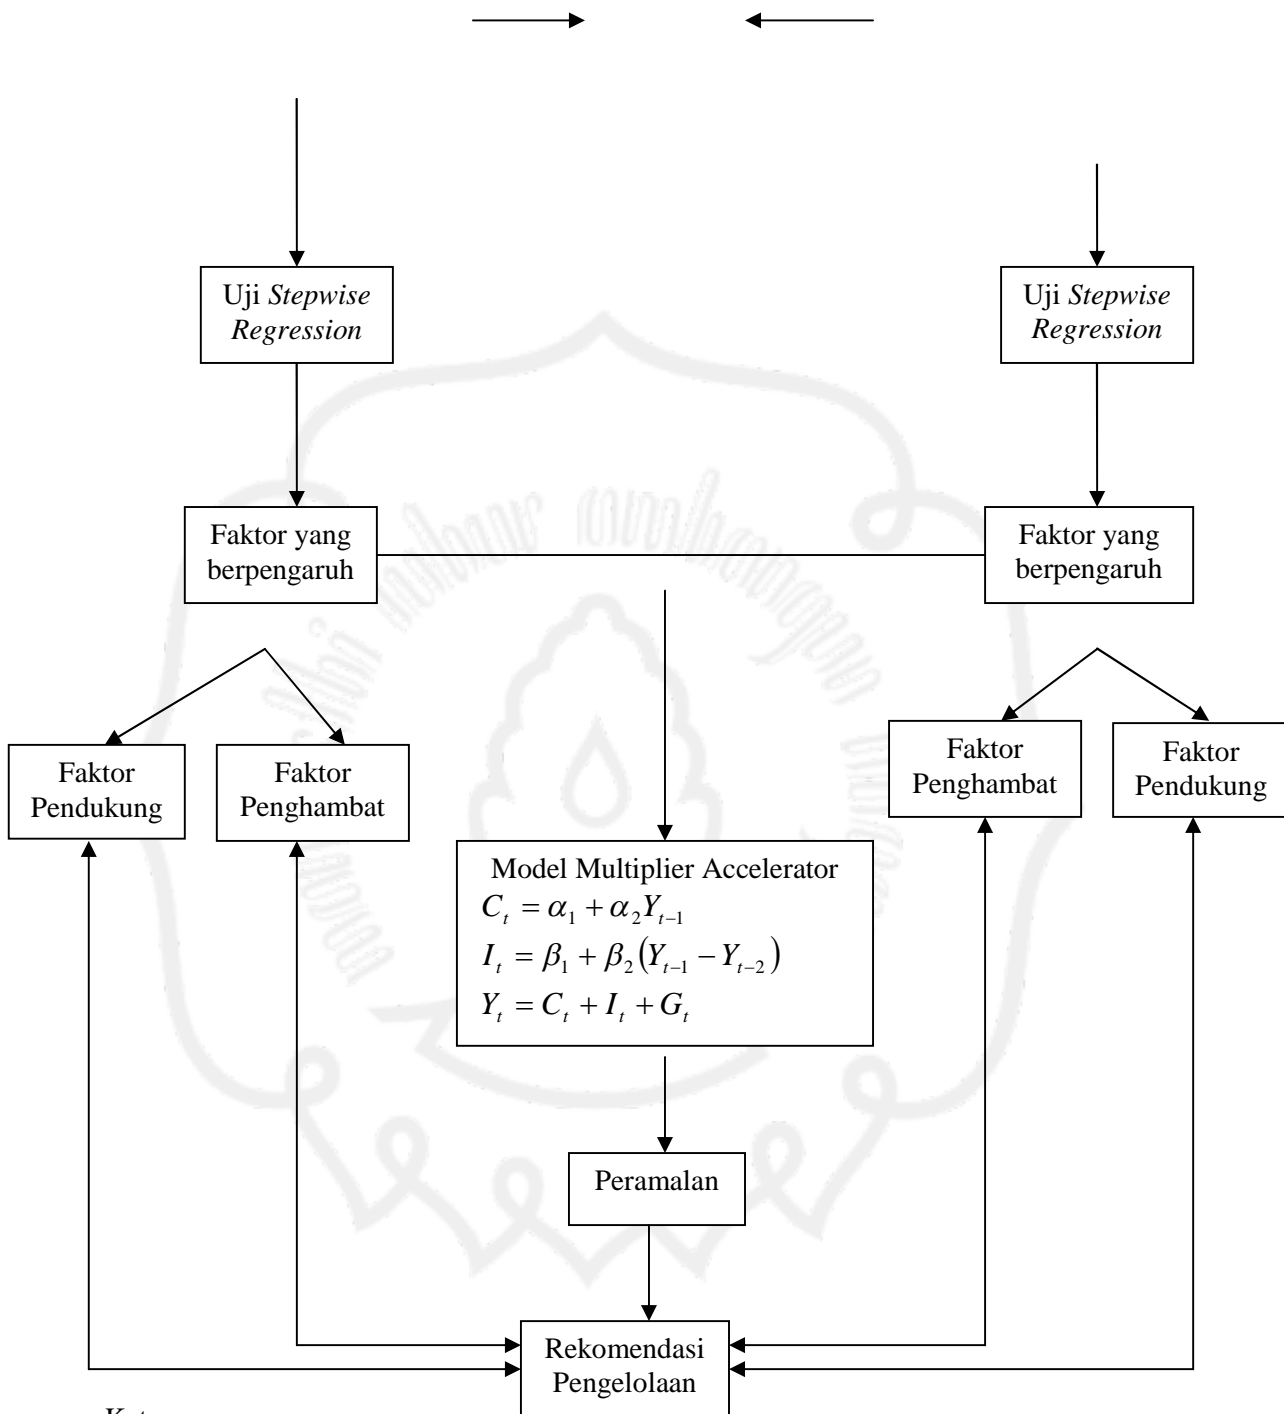 Uji Stepwise
Regression
Uji Stepwise
Regression
Faktor yang
berpengaruh
Faktor yang
berpengaruh
Faktor
Pendukung
Faktor
Penghambat
Faktor
Penghambat
Faktor
Pendukung
Model Multiplier Accelerator
C_t = α_1 + α_2 Y_{t-1}
I_t = β_1 + β_2 (Y_{t-1} − Y_{t-2})
Y_t = C_t + I_t + G_t
Peramalan
Rekomendasi
Pengelolaan